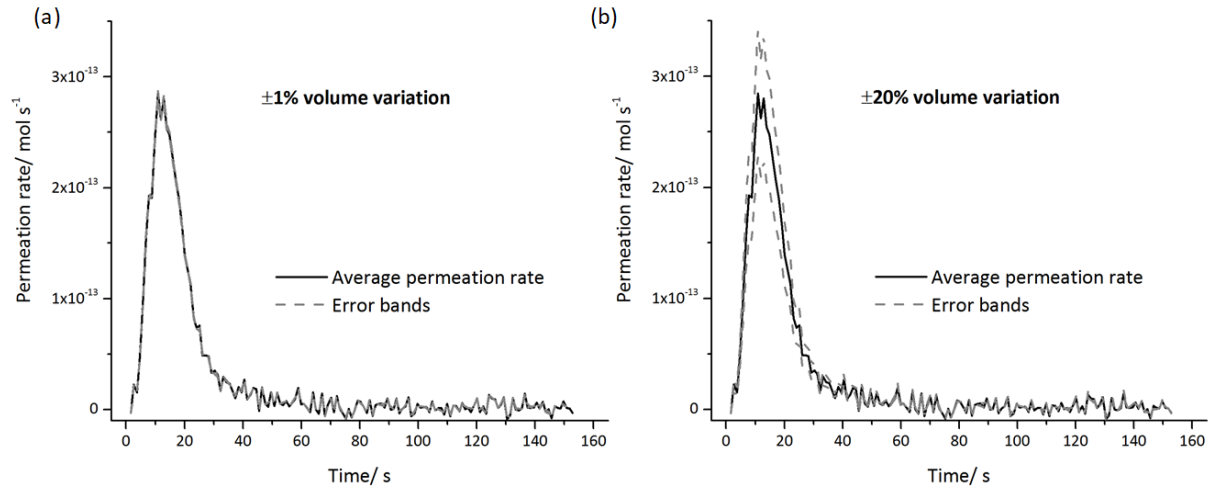 (a)
Permeation rate/ mol s⁻¹
3x10⁻¹³
2x10⁻¹³
1x10⁻¹³
0
±1% volume variation
Average permeation rate
Error bands
0 20 40 60 80 100 120 140 160
Time/ s
(b)
Permeation rate/ mol s⁻¹
3x10⁻¹³
2x10⁻¹³
1x10⁻¹³
0
±20% volume variation
Average permeation rate
Error bands
0 20 40 60 80 100 120 140 160
Time/ s